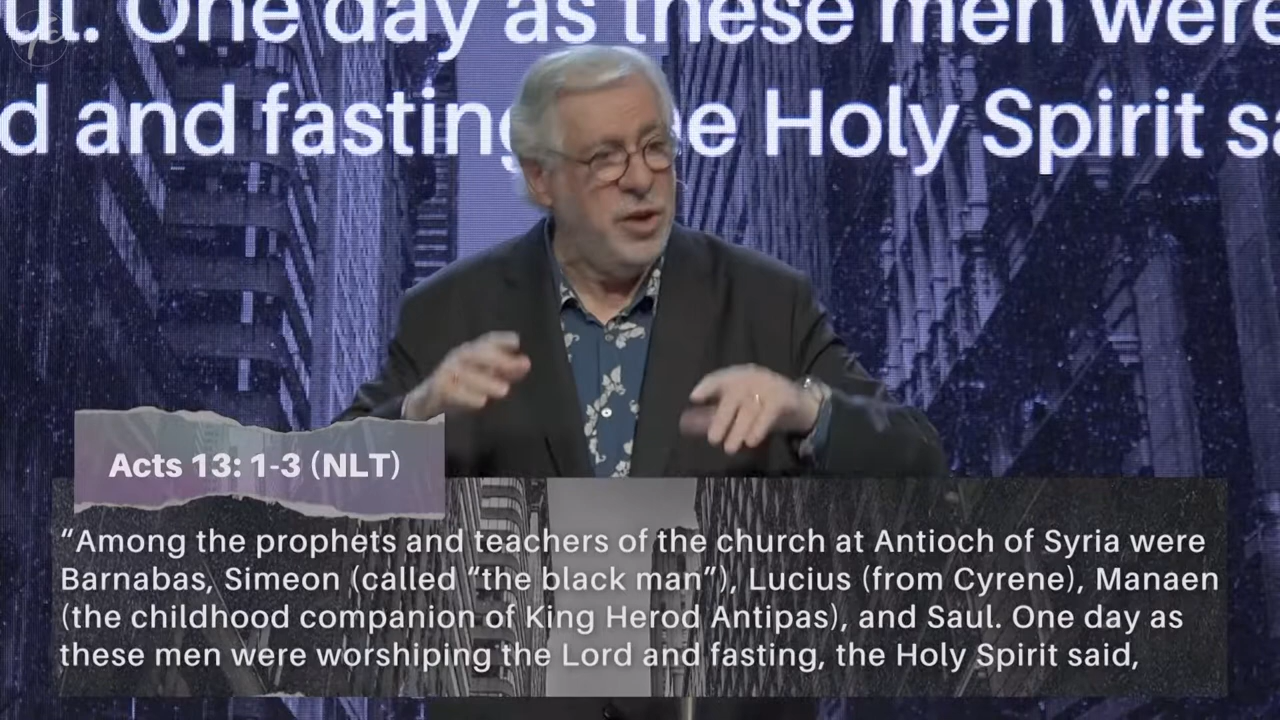 ul. One day as these men were
d and fasting, the Holy Spirit sa
Acts 13: 1-3 (NLT)
“Among the prophets and teachers of the church at Antioch of Syria were
Barnabas, Simeon (called “the black man”), Lucius (from Cyrene), Manaen
(the childhood companion of King Herod Antipas), and Saul. One day as
these men were worshiping the Lord and fasting, the Holy Spirit said,